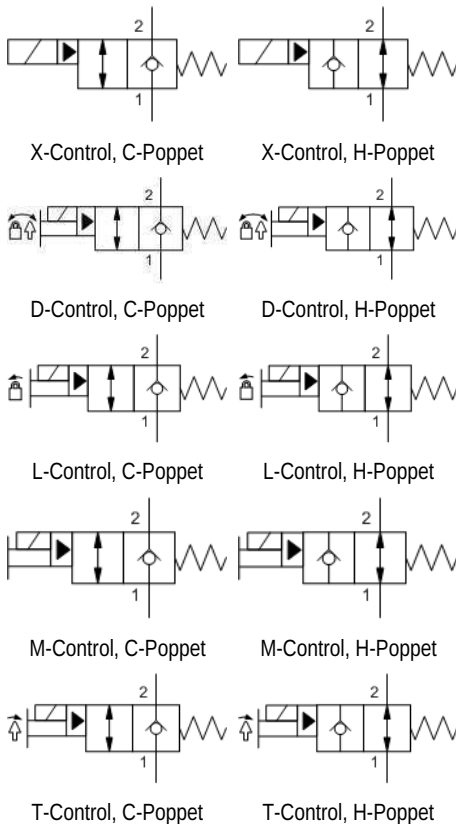 2 2
1 1
X-Control, C-Poppet X-Control, H-Poppet
2 2
1 1
D-Control, C-Poppet D-Control, H-Poppet
2 2
1 1
L-Control, C-Poppet L-Control, H-Poppet
2 2
1 1
M-Control, C-Poppet M-Control, H-Poppet
2 2
1 1
T-Control, C-Poppet T-Control, H-Poppet